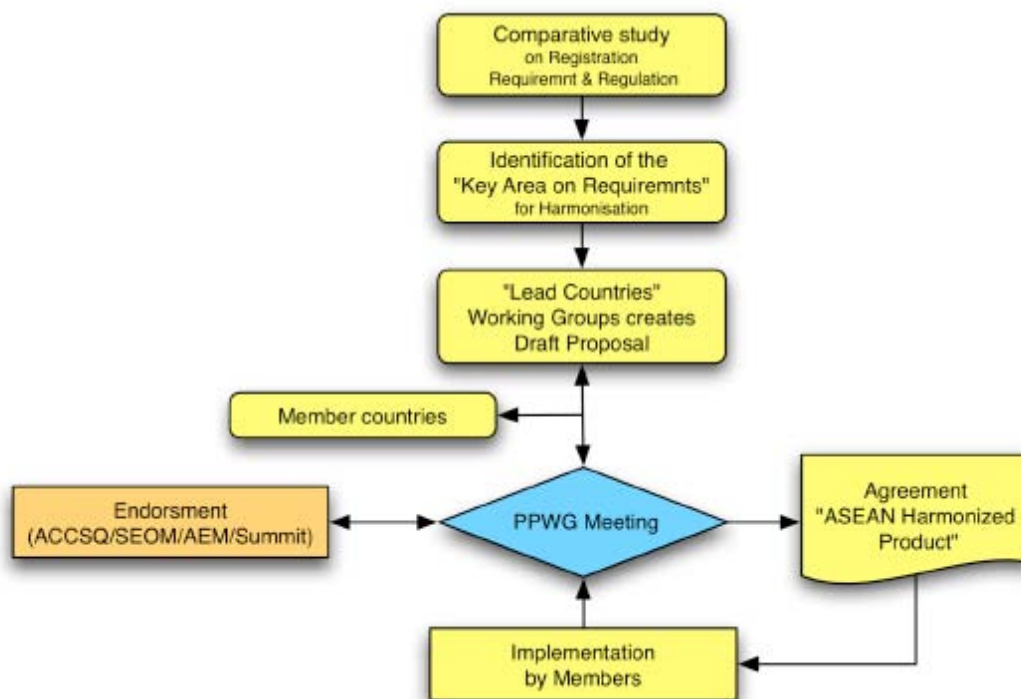 Comparative study
on Registration
Requiremnt & Regulation
Identification of the
"Key Area on Requiremnts"
for Harmonisation
"Lead Countries"
Working Groups creates
Draft Proposal
Member countries
Endorsment
(ACCSQ/SEOM/AEM/Summit)
PPWG Meeting
Agreement
"ASEAN Harmonized
Product"
Implementation
by Members